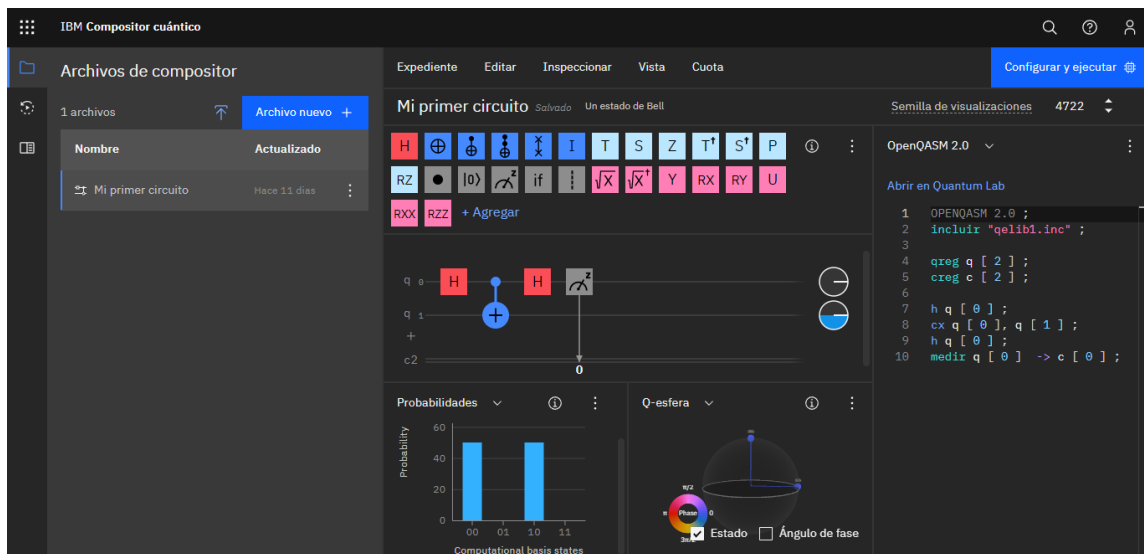 IBM Compositor cuántico
Archivos de compositor
1 archivos
Archivo nuevo +
Nombre Actualizado
Mi primer circuito Hace 11 dias
Expediente Editar Inspeccionar Vista Cuota
Configurar y ejecutar
Mi primer circuito Salvado Un estado de Bell
Semilla de visualizaciones 4722
H I T S Z T† S† P
RZ |0⟩ z if √X √X† Y RX RY U
RXX RZZ + Agregar
q 0 H H z
q 1 +
+
c2
0
Probabilidades
Probability
60
40
20
0
00 01 10 11
Computational basis states
Q-esfera
π/2
π Phase 0
Estado Ángulo de fase
OpenQASM 2.0
Abrir en Quantum Lab
1 OPENQASM 2.0 ;
2 incluir "qelib1.inc" ;
3
4 qreg q [ 2 ] ;
5 creg c [ 2 ] ;
6
7 h q [ 0 ] ;
8 cx q [ 0 ], q [ 1 ] ;
9 h q [ 0 ] ;
10 medir q [ 0 ] -> c [ 0 ] ;